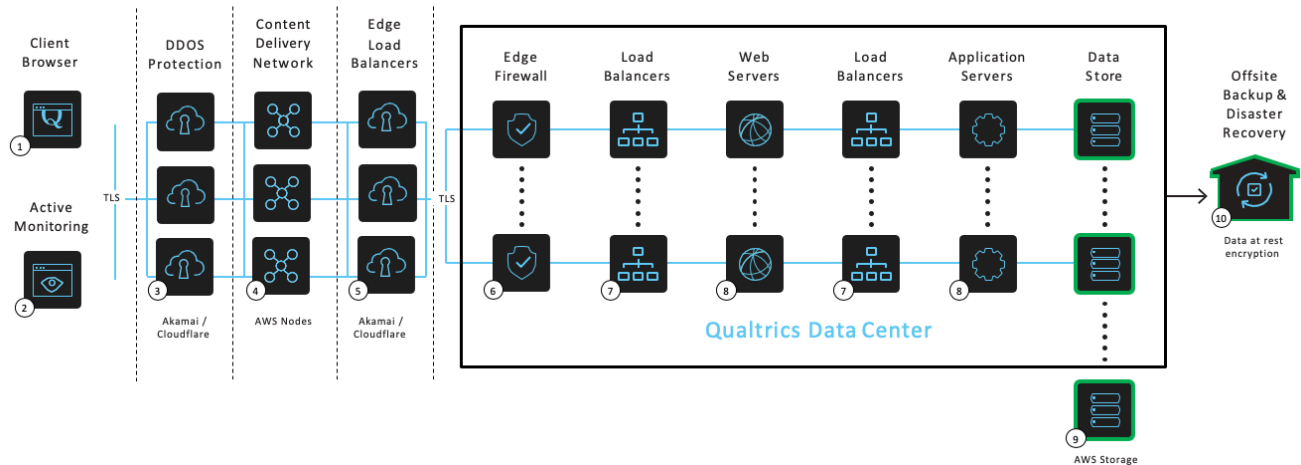 Client
Browser
1
Active
Monitoring
2
TLS
DDOS
Protection
3
Akamai /
Cloudflare
Content
Delivery
Network
4
AWS Nodes
Edge
Load
Balancers
5
Akamai /
Cloudflare
TLS
Edge
Firewall
6
Load
Balancers
7
Web
Servers
8
Load
Balancers
7
Application
Servers
8
Data
Store
Qualtrics Data Center
9
AWS Storage
Offsite
Backup &
Disaster
Recovery
10
Data at rest
encryption
Q